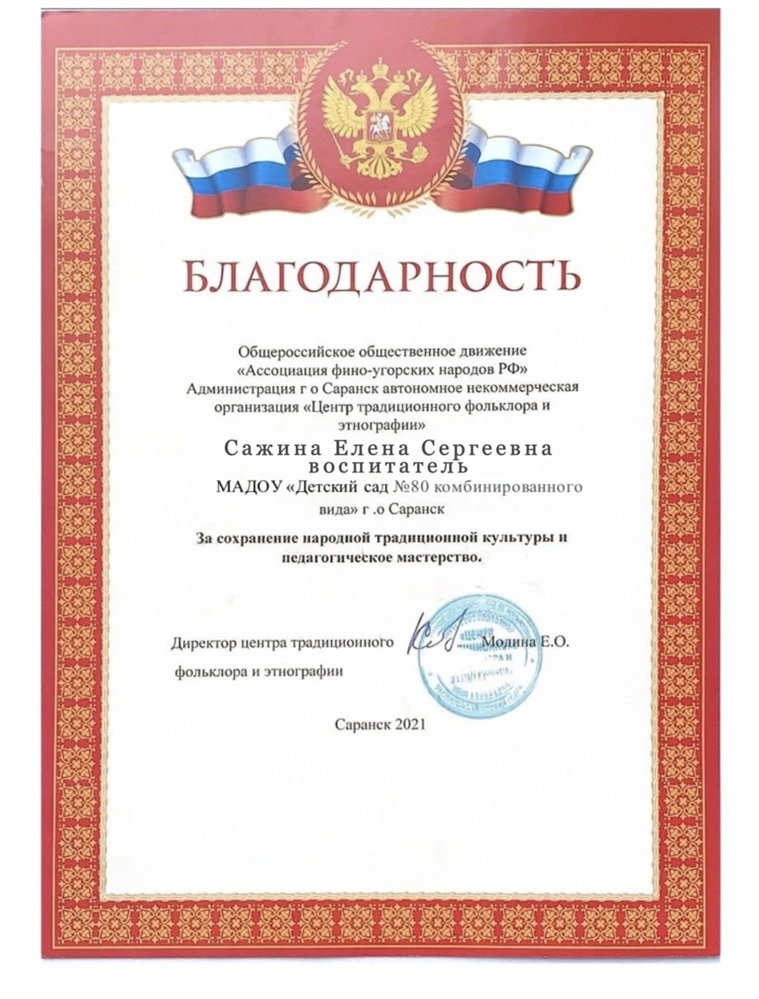 БЛАГОДАРНОСТЬ
Общероссийское общественное движение
«Ассоциация фино-угорских народов РФ»
Администрация г о Саранск автономное некоммерческая
организация «Центр традиционного фольклора и
этнографии»
Сажина Елена Сергеевна
воспитатель
МАДОУ «Детский сад №80 комбинированного
вида» г .о Саранск
За сохранение народной традиционной культуры и
педагогическое мастерство.
Директор центра традиционного Молина Е.О.
фольклора и этнографии
«ЦЕНТР
Саранск 2021